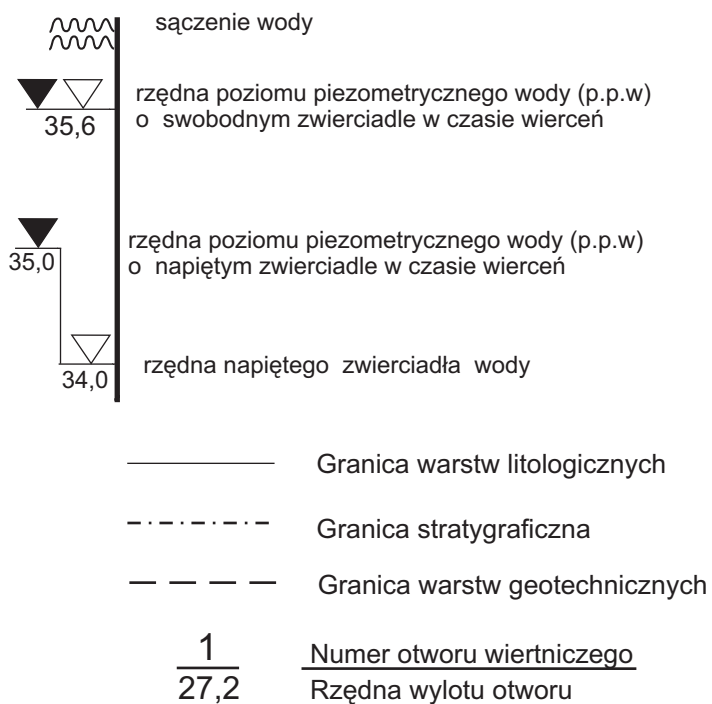 sączenie wody
rzędna poziomu piezometrycznego wody (p.p.w)
o swobodnym zwierciadle w czasie wierceń
35,6
rzędna poziomu piezometrycznego wody (p.p.w)
o napiętym zwierciadle w czasie wierceń
35,0
rzędna napiętego zwierciadła wody
34,0
Granica warstw litologicznych
Granica stratygraficzna
Granica warstw geotechnicznych
1 Numer otworu wiertniczego
27,2 Rzędna wylotu otworu